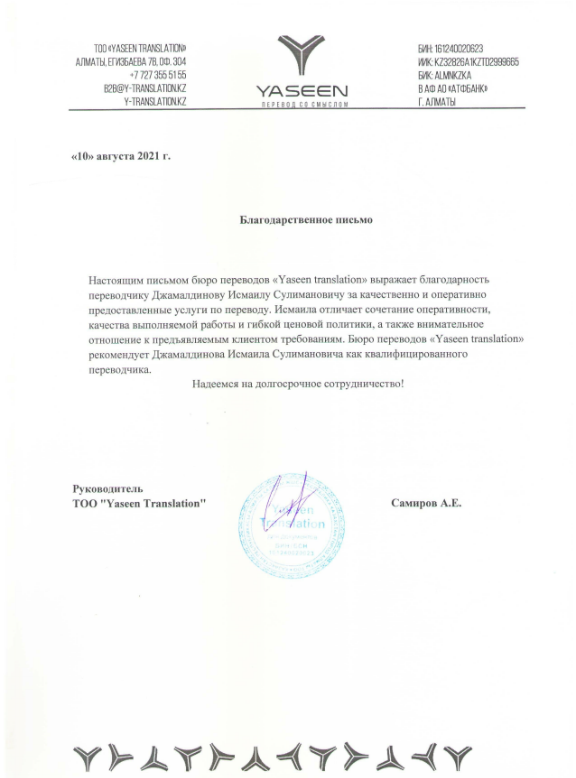 ТОО «YASEEN TRANSLATION»
АЛМАТЫ, ЕГИЗБАЕВА 7В, ОФ. 304
+7 727 355 51 55
B2B@Y-TRANSLATION.KZ
Y-TRANSLATION.KZ
YASEEN
ПЕРЕВОД СО СМЫСЛОМ
БИН: 161240020623
ИИК: KZ32826A1KZTD2999665
БИК: ALMNKZKA
В АФ АО «АТФБАНК»
Г. АЛМАТЫ
«10» августа 2021 г.
Благодарственное письмо
Настоящим письмом бюро переводов «Yaseen translation» выражает благодарность
переводчику Джамалдинову Исмаилу Сулимановичу за качественно и оперативно
предоставленные услуги по переводу. Исмаила отличает сочетание оперативности,
качества выполняемой работы и гибкой ценовой политики, а также внимательное
отношение к предъявляемым клиентом требованиям. Бюро переводов «Yaseen translation»
рекомендует Джамалдинова Исмаила Сулимановича как квалифицированного
переводчика.
Надеемся на долгосрочное сотрудничество!
Руководитель
ТОО "Yaseen Translation"
Самиров А.Е.
Yaseen
Translation